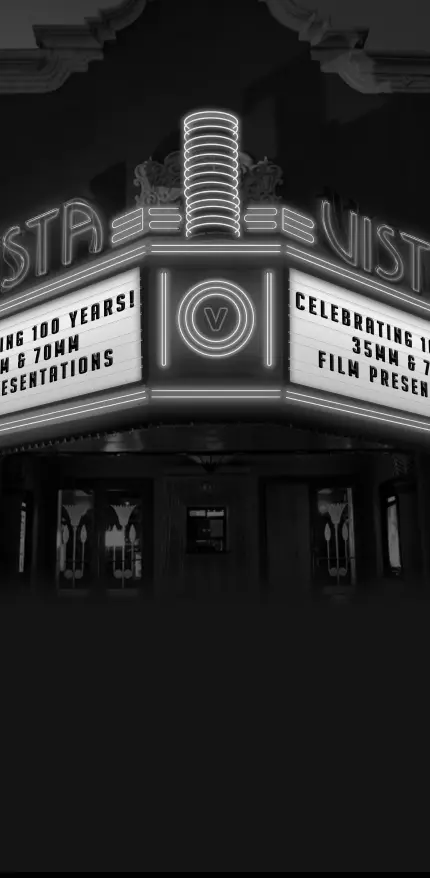 STA
ING 100 YEARS!
M & 70MM
ESENTATIONS
V
VIST
CELEBRATING 1
35MM & 7
FILM PRESEN